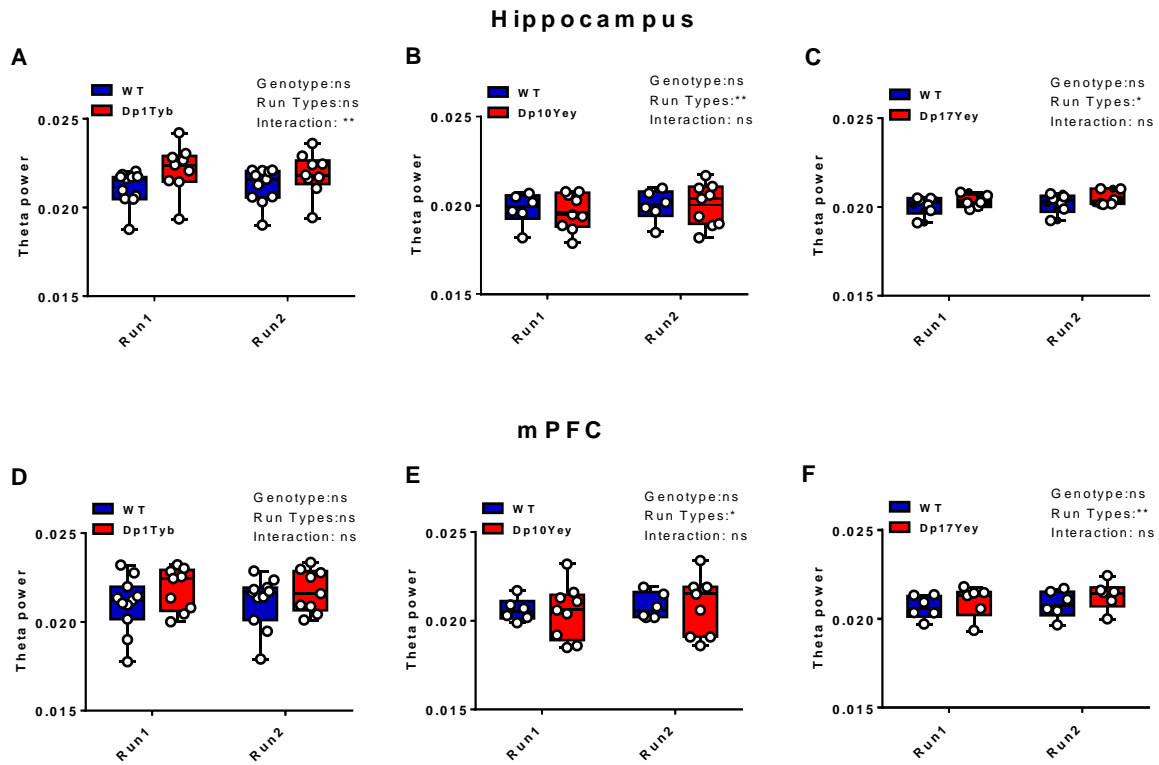 Hippocampus
A
WT
Dp1Tyb
Genotype:ns
Run Types:ns
Interaction: **
0.025
0.020
0.015
Theta power
Run1
Run2
B
WT
Dp10Yey
Genotype:ns
Run Types:**
Interaction: ns
0.025
0.020
0.015
Theta power
Run1
Run2
C
WT
Dp17Yey
Genotype:ns
Run Types:*
Interaction: ns
0.025
0.020
0.015
Theta power
Run1
Run2
mPFC
D
WT
Dp1Tyb
Genotype:ns
Run Types:ns
Interaction: ns
0.025
0.020
0.015
Theta power
Run1
Run2
E
WT
Dp10Yey
Genotype:ns
Run Types:*
Interaction: ns
0.025
0.020
0.015
Theta power
Run1
Run2
F
WT
Dp17Yey
Genotype:ns
Run Types:**
Interaction: ns
0.025
0.020
0.015
Theta power
Run1
Run2